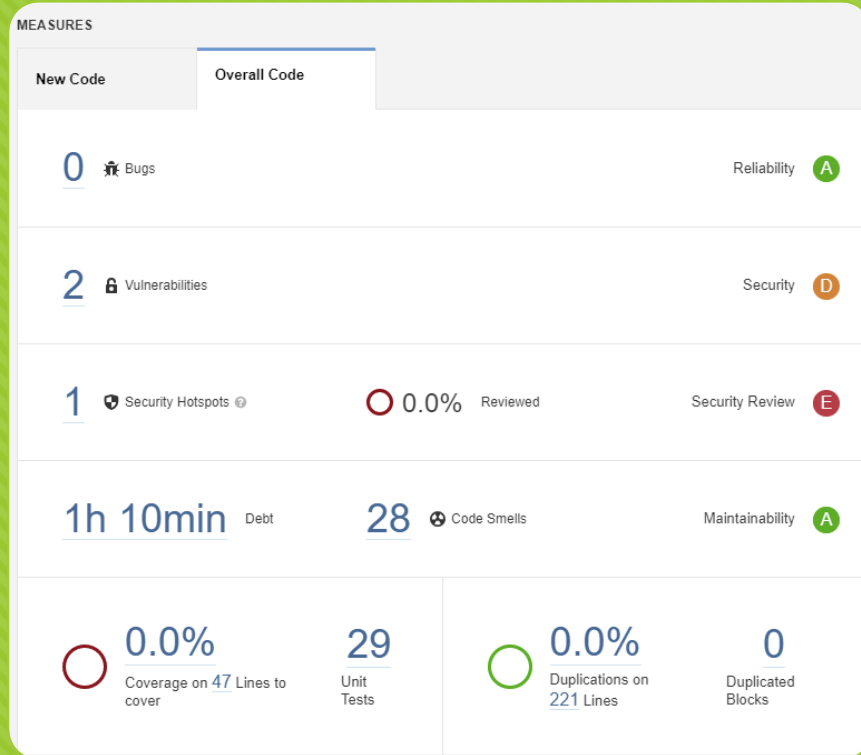 MEASURES
New Code
Overall Code
0 Bugs Reliability A
2 Vulnerabilities Security D
1 Security Hotspots ? 0.0% Reviewed Security Review E
1h 10min Debt 28 Code Smells Maintainability A
0.0%
Coverage on 47 Lines to
cover
29
Unit
Tests
0.0%
Duplications on
221 Lines
0
Duplicated
Blocks